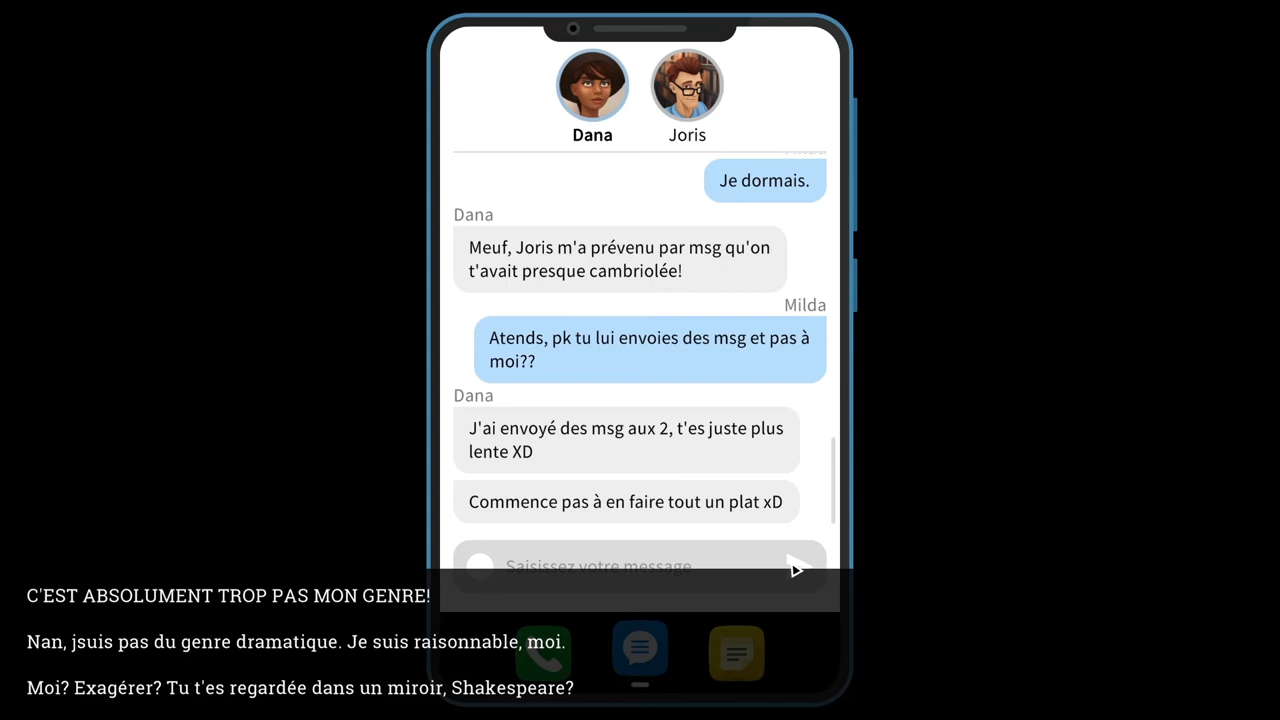 Dana
Joris
Je dormais.
Dana
Meuf, Joris m'a prévenu par msg qu'on
t'avait presque cambriolée!
Milda
Atends, pk tu lui envoies des msg et pas à
moi??
Dana
J'ai envoyé des msg aux 2, t'es juste plus
lente XD
Commence pas à en faire tout un plat xD
Saisissez votre message
C'EST ABSOLUMENT TROP PAS MON GENRE!
Nan, jsuis pas du genre dramatique. Je suis raisonnable, moi.
Moi? Exagérer? Tu t'es regardée dans un miroir, Shakespeare?